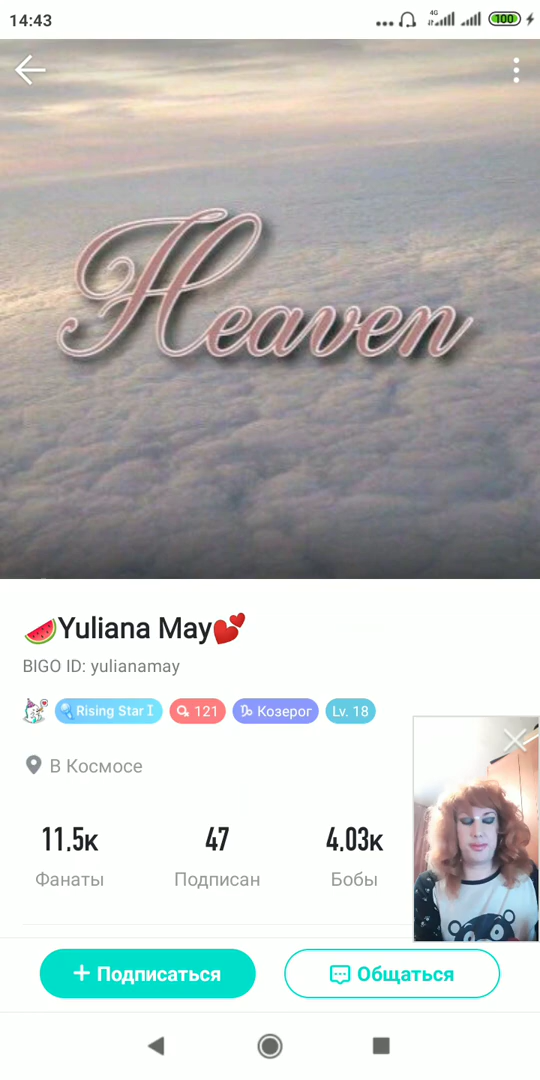 14:43
4G
100
Heaven
🍉Yuliana May💕
BIGO ID: yulianamay
Rising Star I
121
Козерог
Lv. 18
В Космосе
11,5к
47
4,03к
Фанаты
Подписан
Бобы
+ Подписаться
Общаться